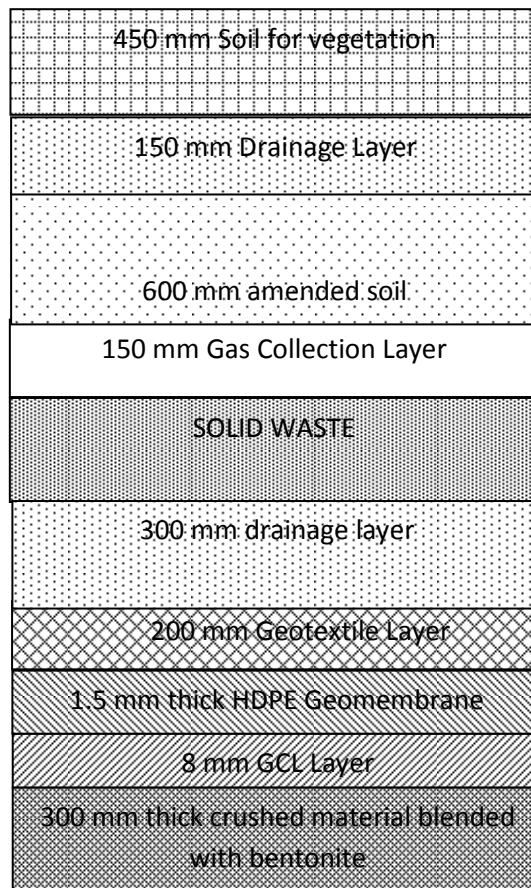 450 mm Soil for vegetation
150 mm Drainage Layer
600 mm amended soil
150 mm Gas Collection Layer
SOLID WASTE
300 mm drainage layer
200 mm Geotextile Layer
1.5 mm thick HDPE Geomembrane
8 mm GCL Layer
300 mm thick crushed material blended
with bentonite